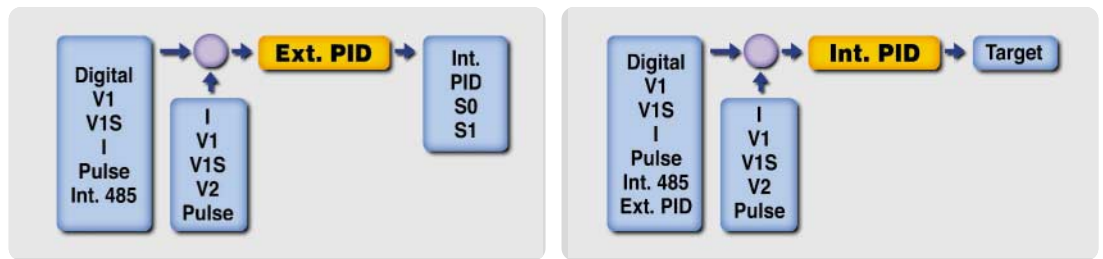 Digital
V1
V1S
I
Pulse
Int. 485
I
V1
V1S
V2
Pulse
Ext. PID
Int.
PID
S0
S1
Digital
V1
V1S
I
Pulse
Int. 485
Ext. PID
I
V1
V1S
V2
Pulse
Int. PID
Target